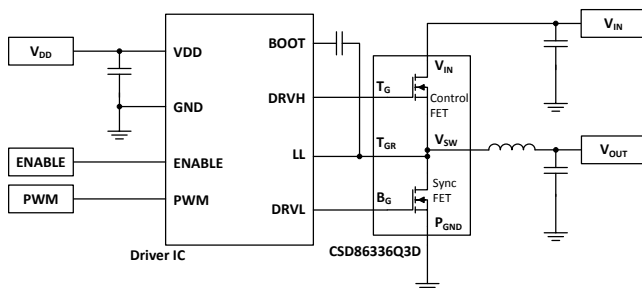 VDD
VDD
GND
ENABLE
ENABLE
PWM
PWM
BOOT
DRVH
LL
DRVL
Driver IC
VIN
TG
Control
FET
TGR
VSW
Sync
FET
BG
PGND
CSD86336Q3D
VIN
VOUT